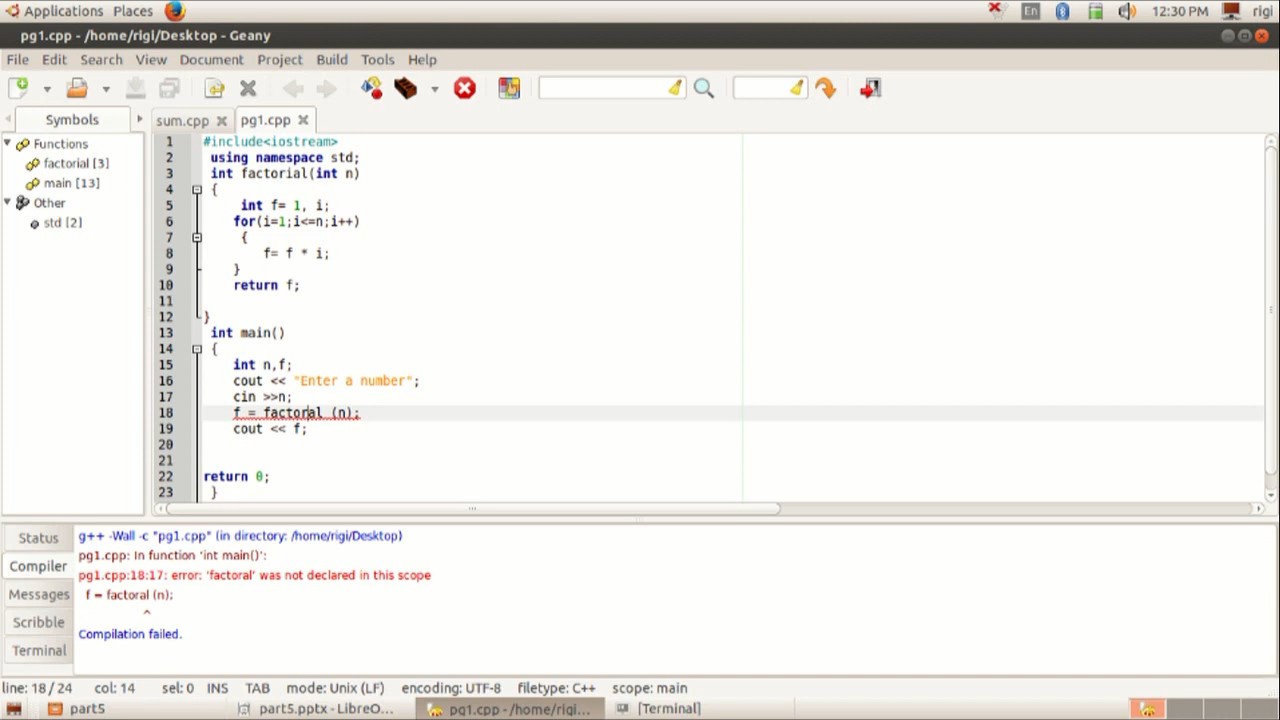 Applications Places En 12:30 PM rigi
pg1.cpp - /home/rigi/Desktop - Geany
File Edit Search View Document Project Build Tools Help
Symbols
sum.cpp pg1.cpp
Functions
factorial [3]
main [13]
Other
std [2]
1 #include<iostream>
2 using namespace std;
3 int factorial(int n)
4 {
5 int f= 1, i;
6 for(i=1;i<=n;i++)
7 {
8 f= f * i;
9 }
10 return f;
11
12 }
13 int main()
14 {
15 int n,f;
16 cout << "Enter a number";
17 cin >>n;
18 f = factoral (n);
19 cout << f;
20
21
22 return 0;
23 }
Status
Compiler
Messages
Scribble
Terminal
g++ -Wall -c "pg1.cpp" (in directory: /home/rigi/Desktop)
pg1.cpp: In function 'int main()':
pg1.cpp:18:17: error: 'factoral' was not declared in this scope
f = factoral (n);
^
Compilation failed.
line: 18 / 24 col: 14 sel: 0 INS TAB mode: Unix (LF) encoding: UTF-8 filetype: C++ scope: main
part5 part5.pptx - LibreO... pg1.cpp - /home/rigi... [Terminal]